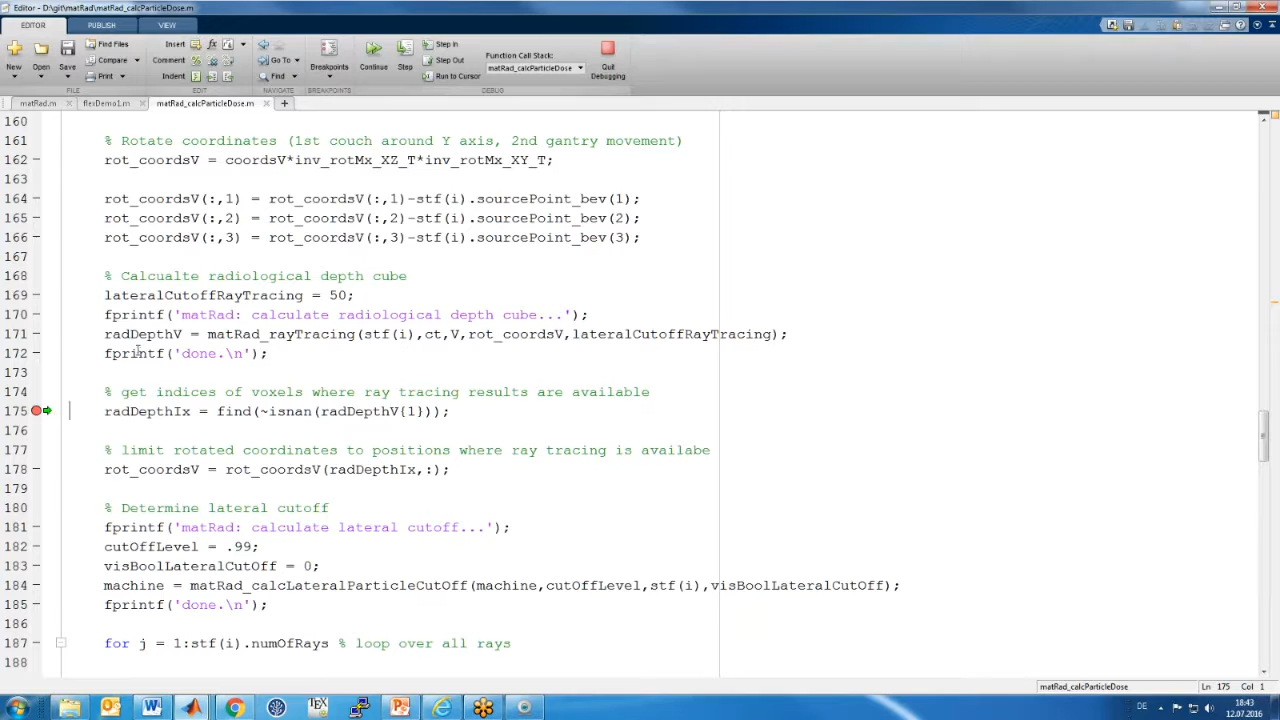 Editor - D:\git\matRad\matRad_calcParticleDose.m
EDITOR PUBLISH VIEW
New Open Save Find Files Compare Print
Insert Comment Indent
Go To Find
Breakpoints
Continue Step
Step In
Step Out
Run to Cursor
Function Call Stack:
matRad_calcParticleDose
Quit Debugging
FILE EDIT NAVIGATE BREAKPOINTS DEBUG
matRad.m flexDemo1.m matRad_calcParticleDose.m
160
161 % Rotate coordinates (1st couch around Y axis, 2nd gantry movement)
162 rot_coordsV = coordsV*inv_rotMx_XZ_T*inv_rotMx_XY_T;
163
164 rot_coordsV(:,1) = rot_coordsV(:,1)-stf(i).sourcePoint_bev(1);
165 rot_coordsV(:,2) = rot_coordsV(:,2)-stf(i).sourcePoint_bev(2);
166 rot_coordsV(:,3) = rot_coordsV(:,3)-stf(i).sourcePoint_bev(3);
167
168 % Calcualte radiological depth cube
169 lateralCutoffRayTracing = 50;
170 fprintf('matRad: calculate radiological depth cube...');
171 radDepthV = matRad_rayTracing(stf(i),ct,V,rot_coordsV,lateralCutoffRayTracing);
172 fprintf('done.\n');
173
174 % get indices of voxels where ray tracing results are available
175 radDepthIx = find(~isnan(radDepthV{1}));
176
177 % limit rotated coordinates to positions where ray tracing is availabe
178 rot_coordsV = rot_coordsV(radDepthIx,:);
179
180 % Determine lateral cutoff
181 fprintf('matRad: calculate lateral cutoff...');
182 cutOffLevel = .99;
183 visBoolLateralCutOff = 0;
184 machine = matRad_calcLateralParticleCutOff(machine,cutOffLevel,stf(i),visBoolLateralCutOff);
185 fprintf('done.\n');
186
187 for j = 1:stf(i).numOfRays % loop over all rays
188
matRad_calcParticleDose Ln 175 Col 1
DE 18:43
12.07.2016